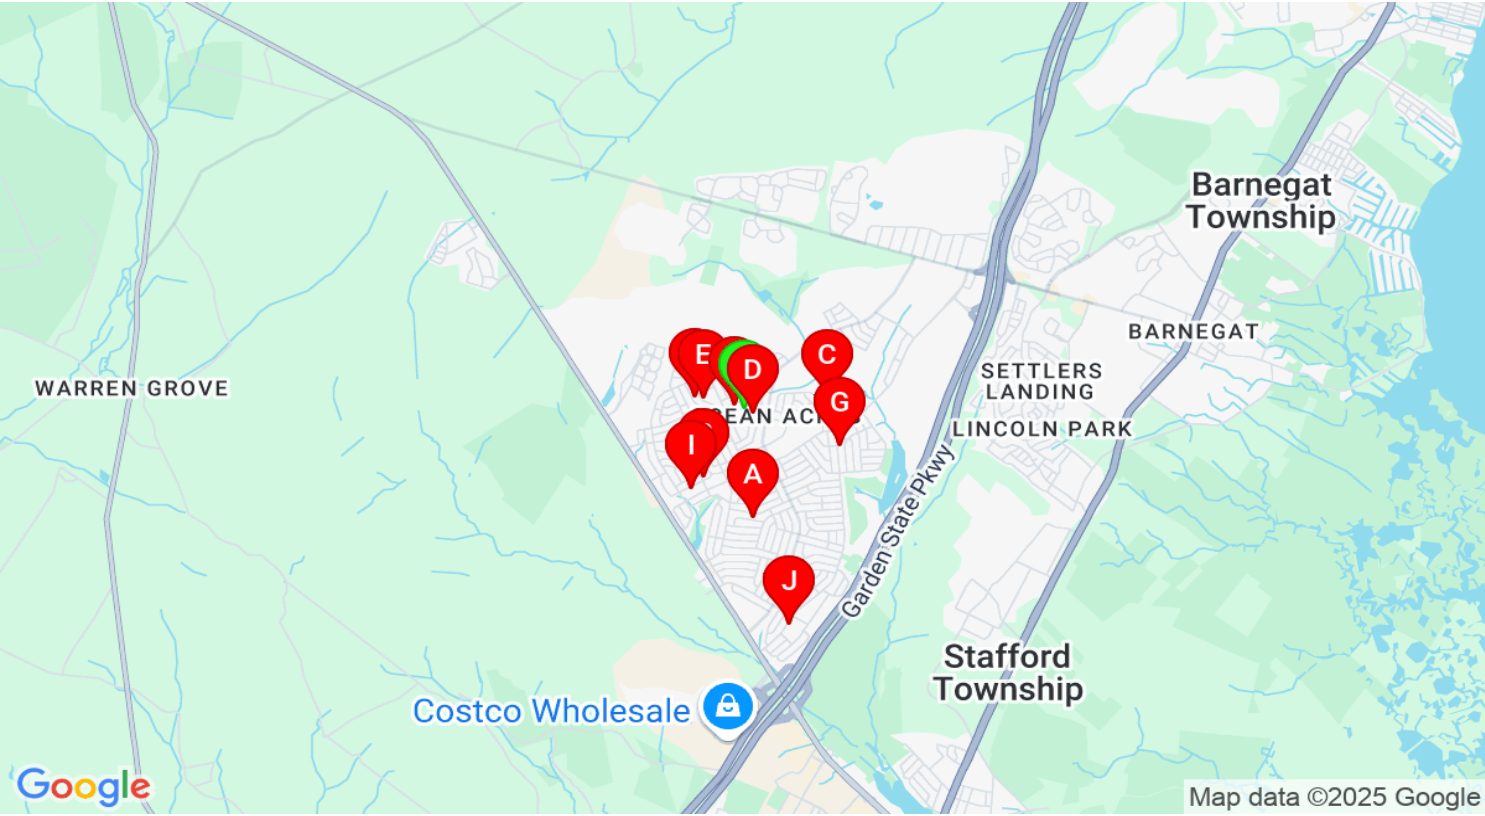 Barnegat
Township
BARNEGAT
E
D
C
SETTLERS
LANDING
WARREN GROVE
G
LINCOLN PARK
I
A
Garden State Pkwy
J
Stafford
Township
Costco Wholesale
Google
Map data ©2025 Google